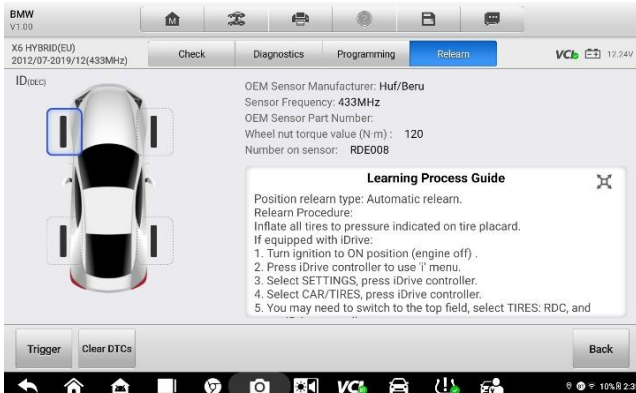 BMW
V1.00
M
?
X6 HYBRID(EU)
2012/07-2019/12(433MHz)
Check
Diagnostics
Programming
Relearn
VCI
12.24V
ID(DEC)
OEM Sensor Manufacturer: Huf/Beru
Sensor Frequency: 433MHz
OEM Sensor Part Number:
Wheel nut torque value (N·m) : 120
Number on sensor: RDE008
Learning Process Guide
Position relearn type: Automatic relearn.
Relearn Procedure:
Inflate all tires to pressure indicated on tire placard.
If equipped with iDrive:
1. Turn ignition to ON position (engine off) .
2. Press iDrive controller to use 'i' menu.
3. Select SETTINGS, press iDrive controller.
4. Select CAR/TIRES, press iDrive controller.
5. You may need to switch to the top field, select TIRES: RDC, and
Trigger
Clear DTCs
Back
VCI
10%
2:3